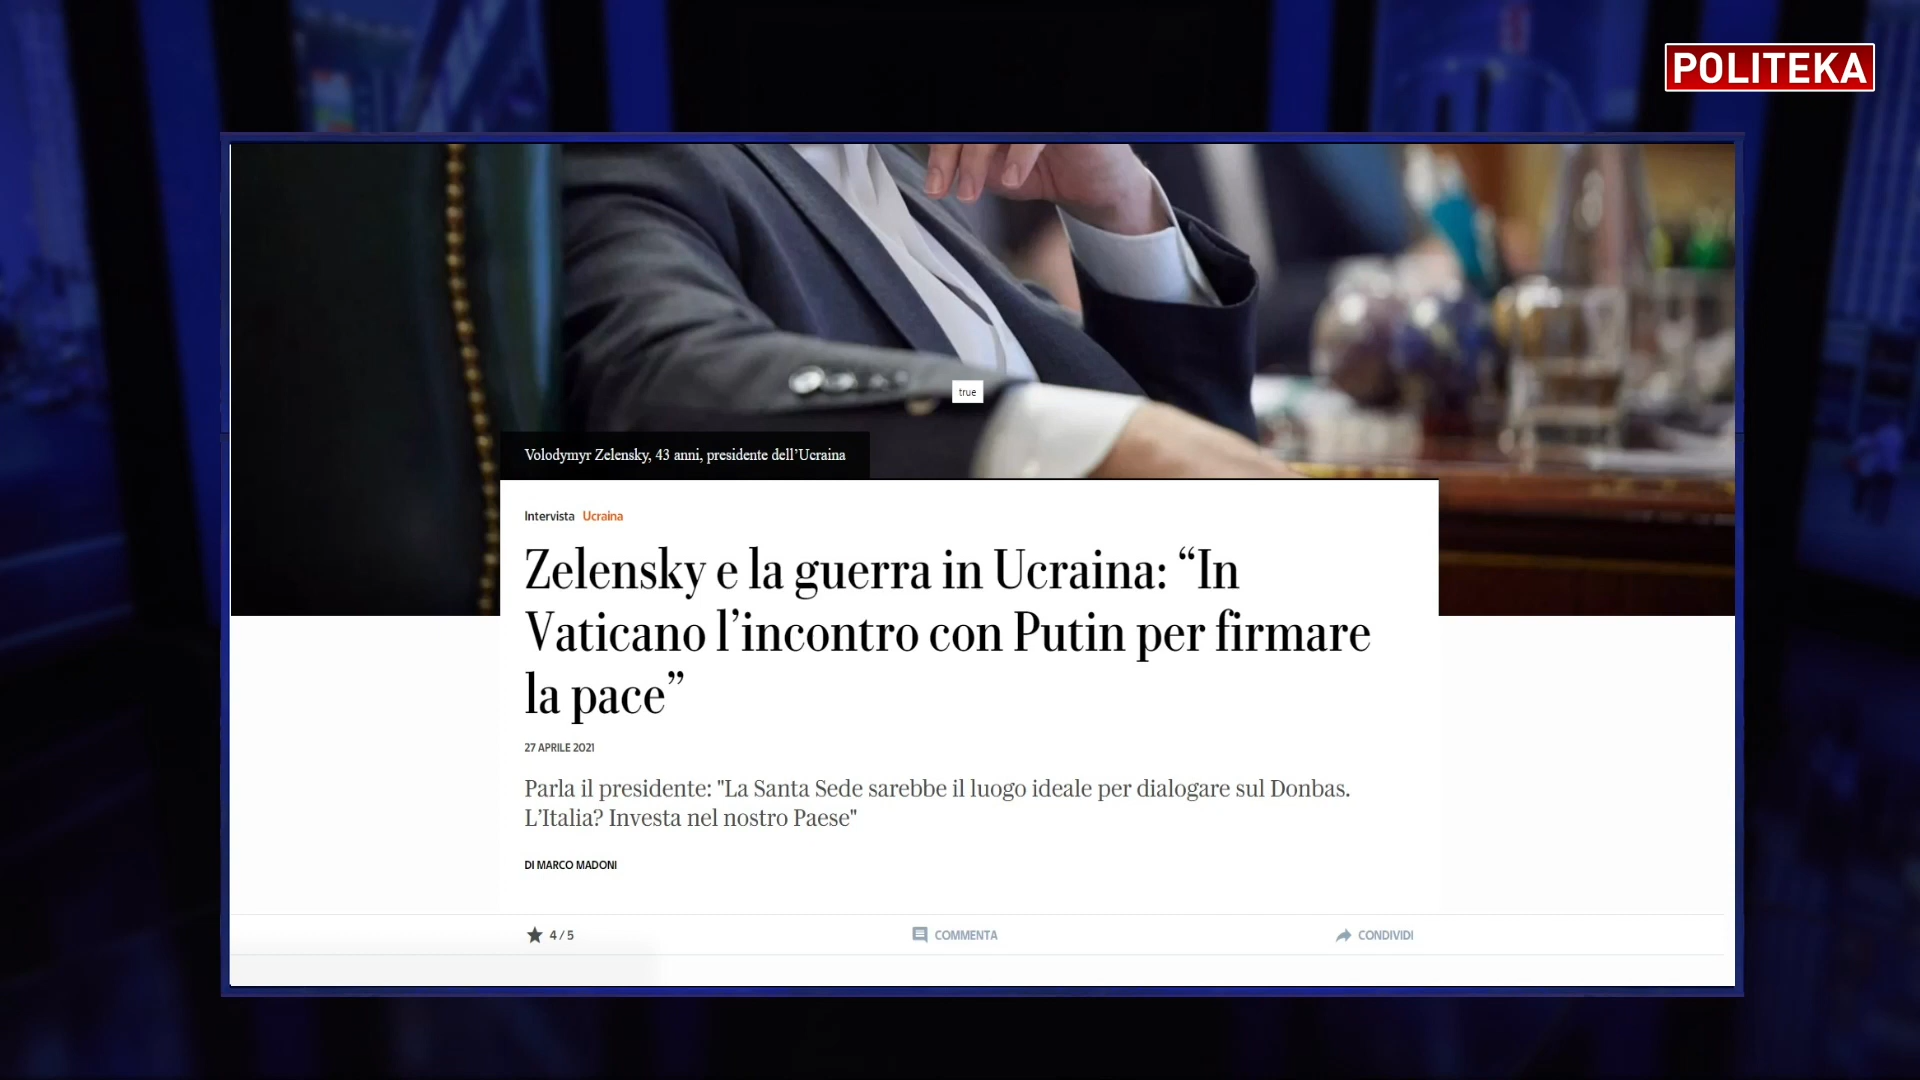 POLITEKA
true
Volodymyr Zelensky, 43 anni, presidente dell’Ucraina
Intervista Ucraina
Zelensky e la guerra in Ucraina: “In
Vaticano l’incontro con Putin per firmare
la pace”
27 APRILE 2021
Parla il presidente: "La Santa Sede sarebbe il luogo ideale per dialogare sul Donbas.
L’Italia? Investa nel nostro Paese"
DI MARCO MADONI
4 / 5
COMMENTA
CONDIVIDI